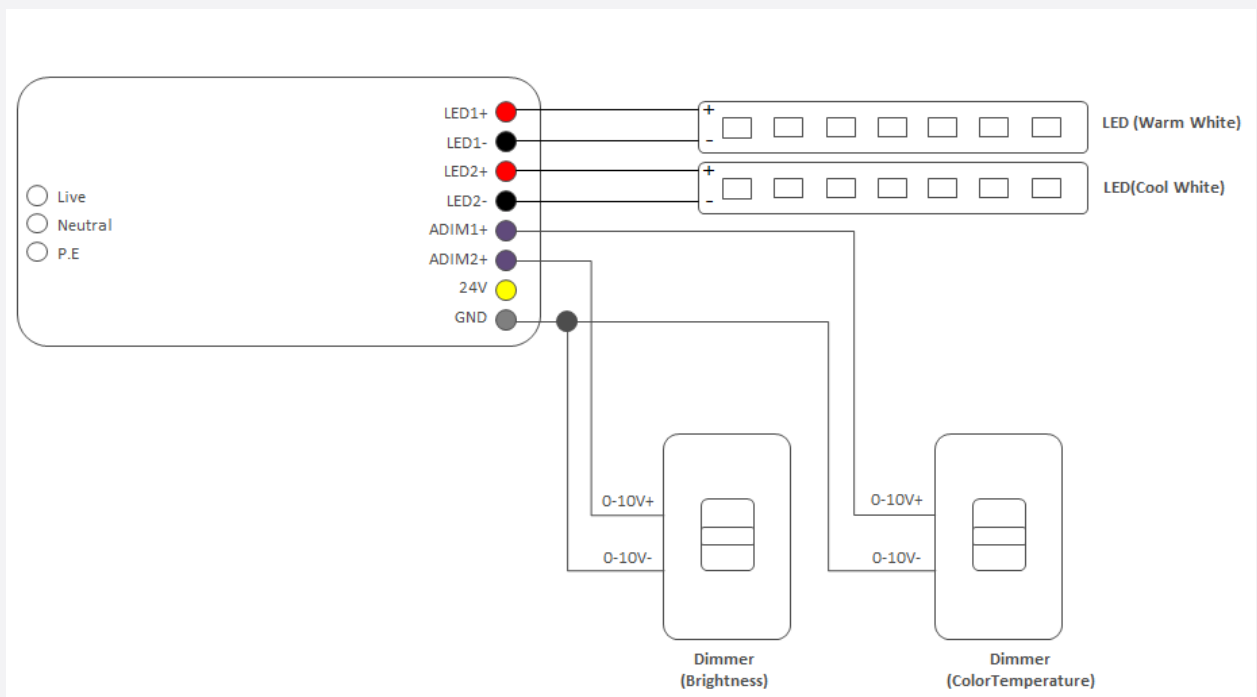 LED1+
LED1-
LED2+
LED2-
ADIM1+
ADIM2+
24V
GND
Live
Neutral
P.E
+
-
LED (Warm White)
+
-
LED(Cool White)
0-10V+
0-10V-
0-10V+
0-10V-
Dimmer
(Brightness)
Dimmer
(ColorTemperature)